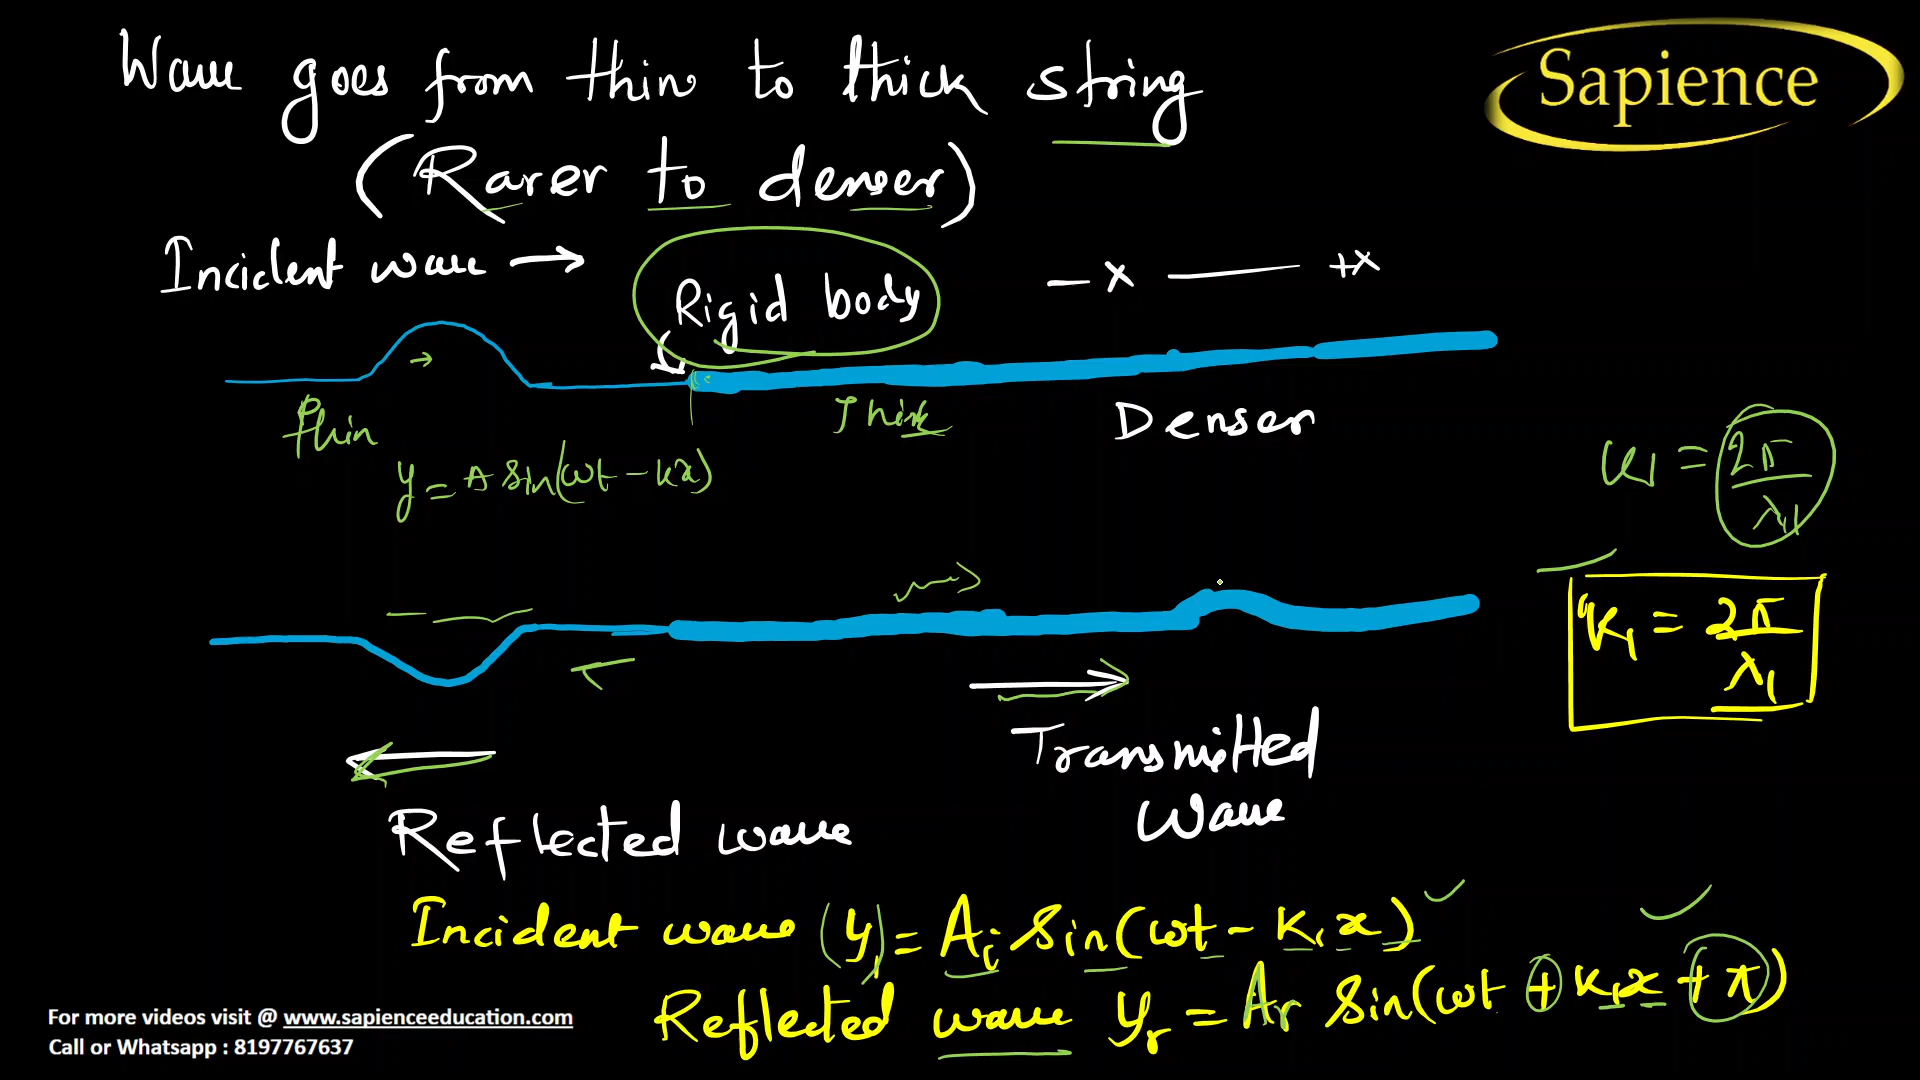 Wave goes from thin to thick string
Sapience
(Rarer to denser)
Incident wave →
Rigid body
– x —— +x
thin
Thick
Denser
y = A sin(ωt – kx)
K1 = 2π/λ1
K1 = 2π/λ1
Transmitted
Wave
Reflected wave
Incident wave (y1) = Ai sin(ωt – K1x)
Reflected wave yr = Ar sin(ωt + K1x + π)
For more videos visit @ www.sapienceeducation.com
Call or Whatsapp : 8197767637